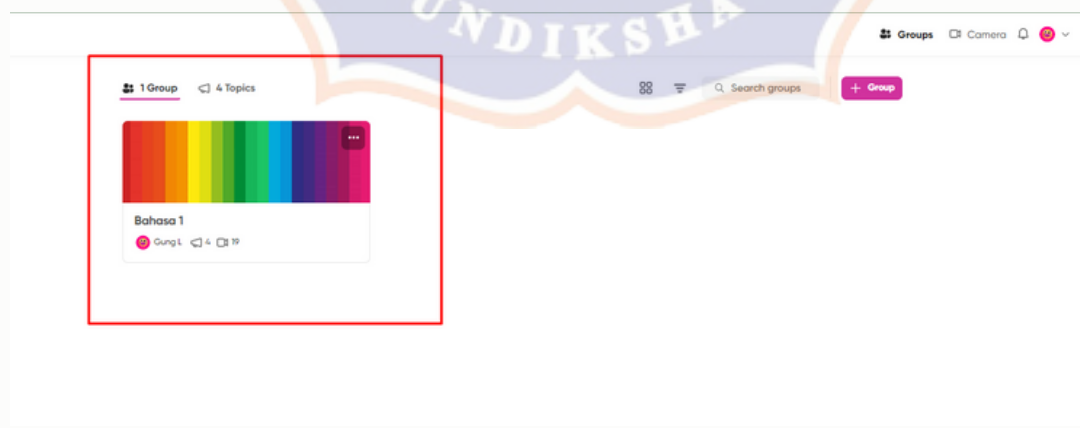 UNDIKSHA
Groups Camera
1 Group 4 Topics
Search groups
+ Group
Bahasa 1
Gung L 4 19